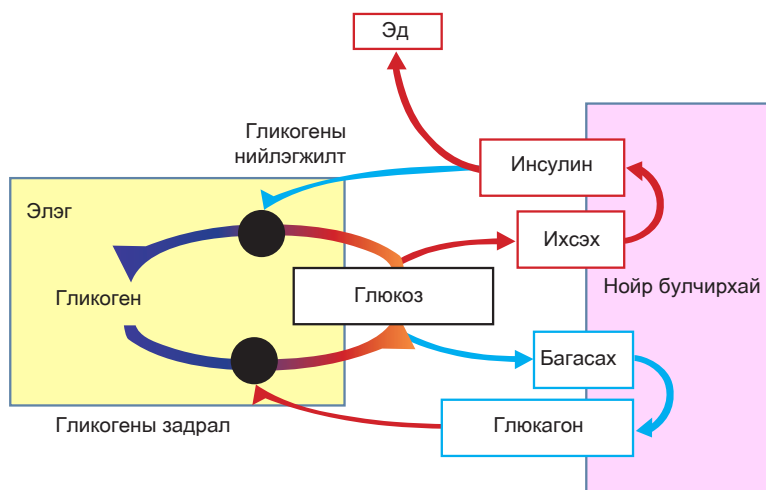 Эд
Гликогены
нийлэгжилт
Инсулин
Элэг
Ихсэх
Гликоген
Глюкоз
Нойр булчирхай
Багасах
Гликогены задрал
Глюкагон